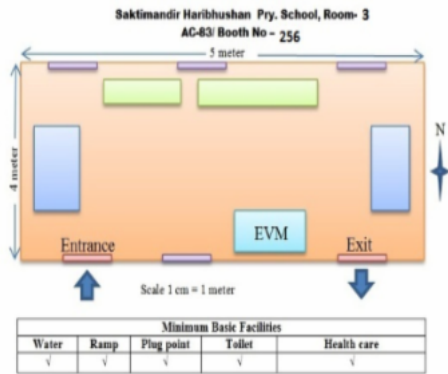 Saktimandir Haribhushan Pry. School, Room- 3
AC-83/ Booth No - 256
5 meter
4 meter
N
EVM
Entrance
Exit
Scale 1 cm = 1 meter
Minimum Basic Facilities
Water Ramp Plug point Toilet Health care
√ √ √ √ √